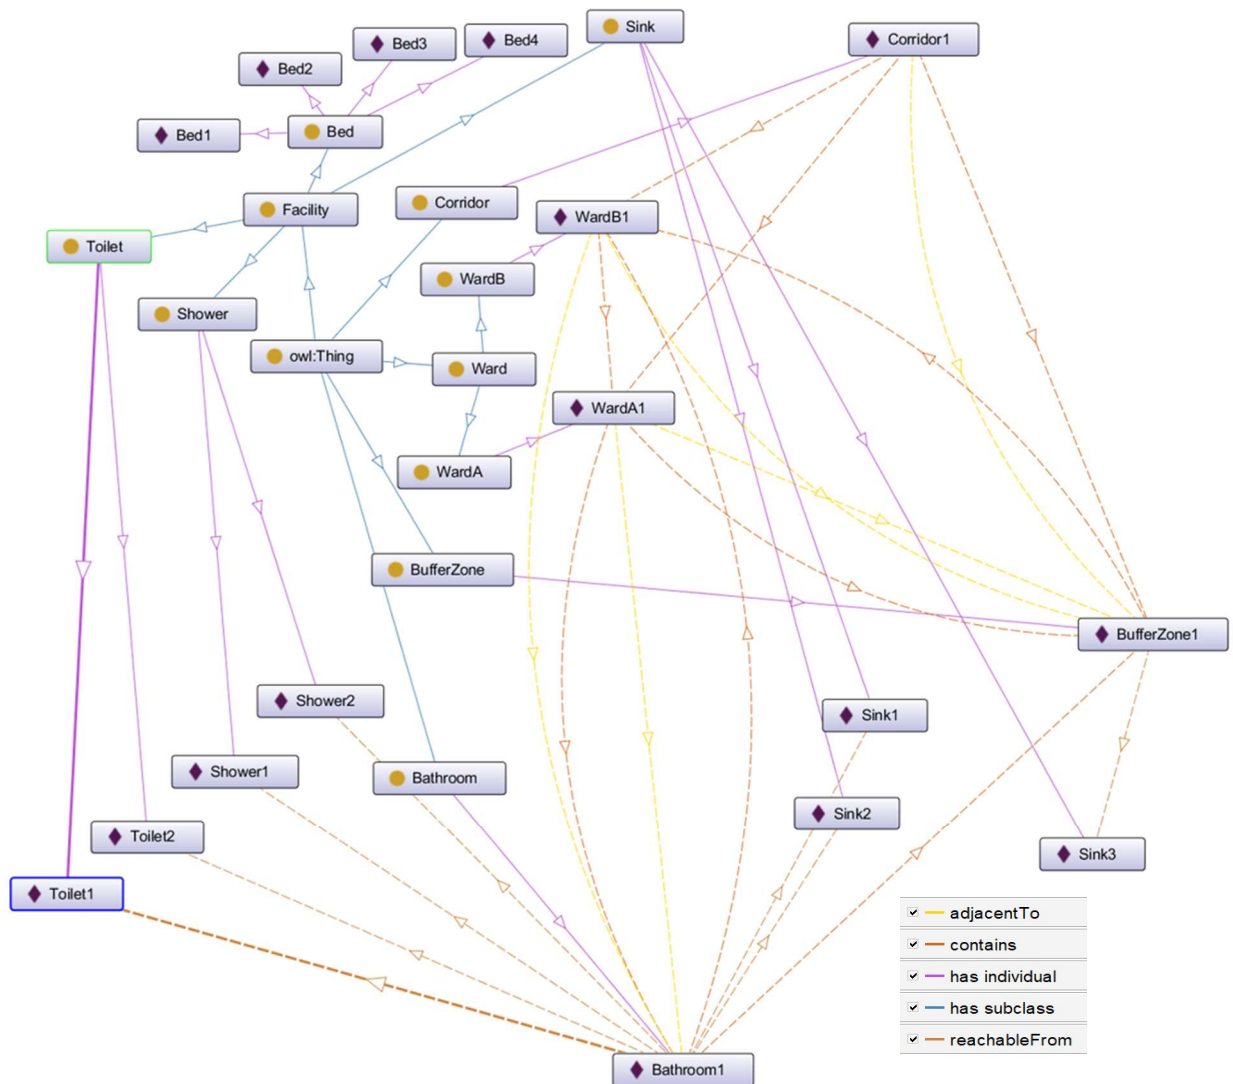 Sink
Corridor1
Bed3
Bed4
Bed2
Bed1
Bed
Facility
Corridor
WardB1
Toilet
WardB
Shower
owl:Thing
Ward
WardA1
WardA
BufferZone
BufferZone1
Shower2
Sink1
Shower1
Bathroom
Sink2
Toilet2
Sink3
Toilet1
adjacentTo
contains
has individual
has subclass
reachableFrom
Bathroom1